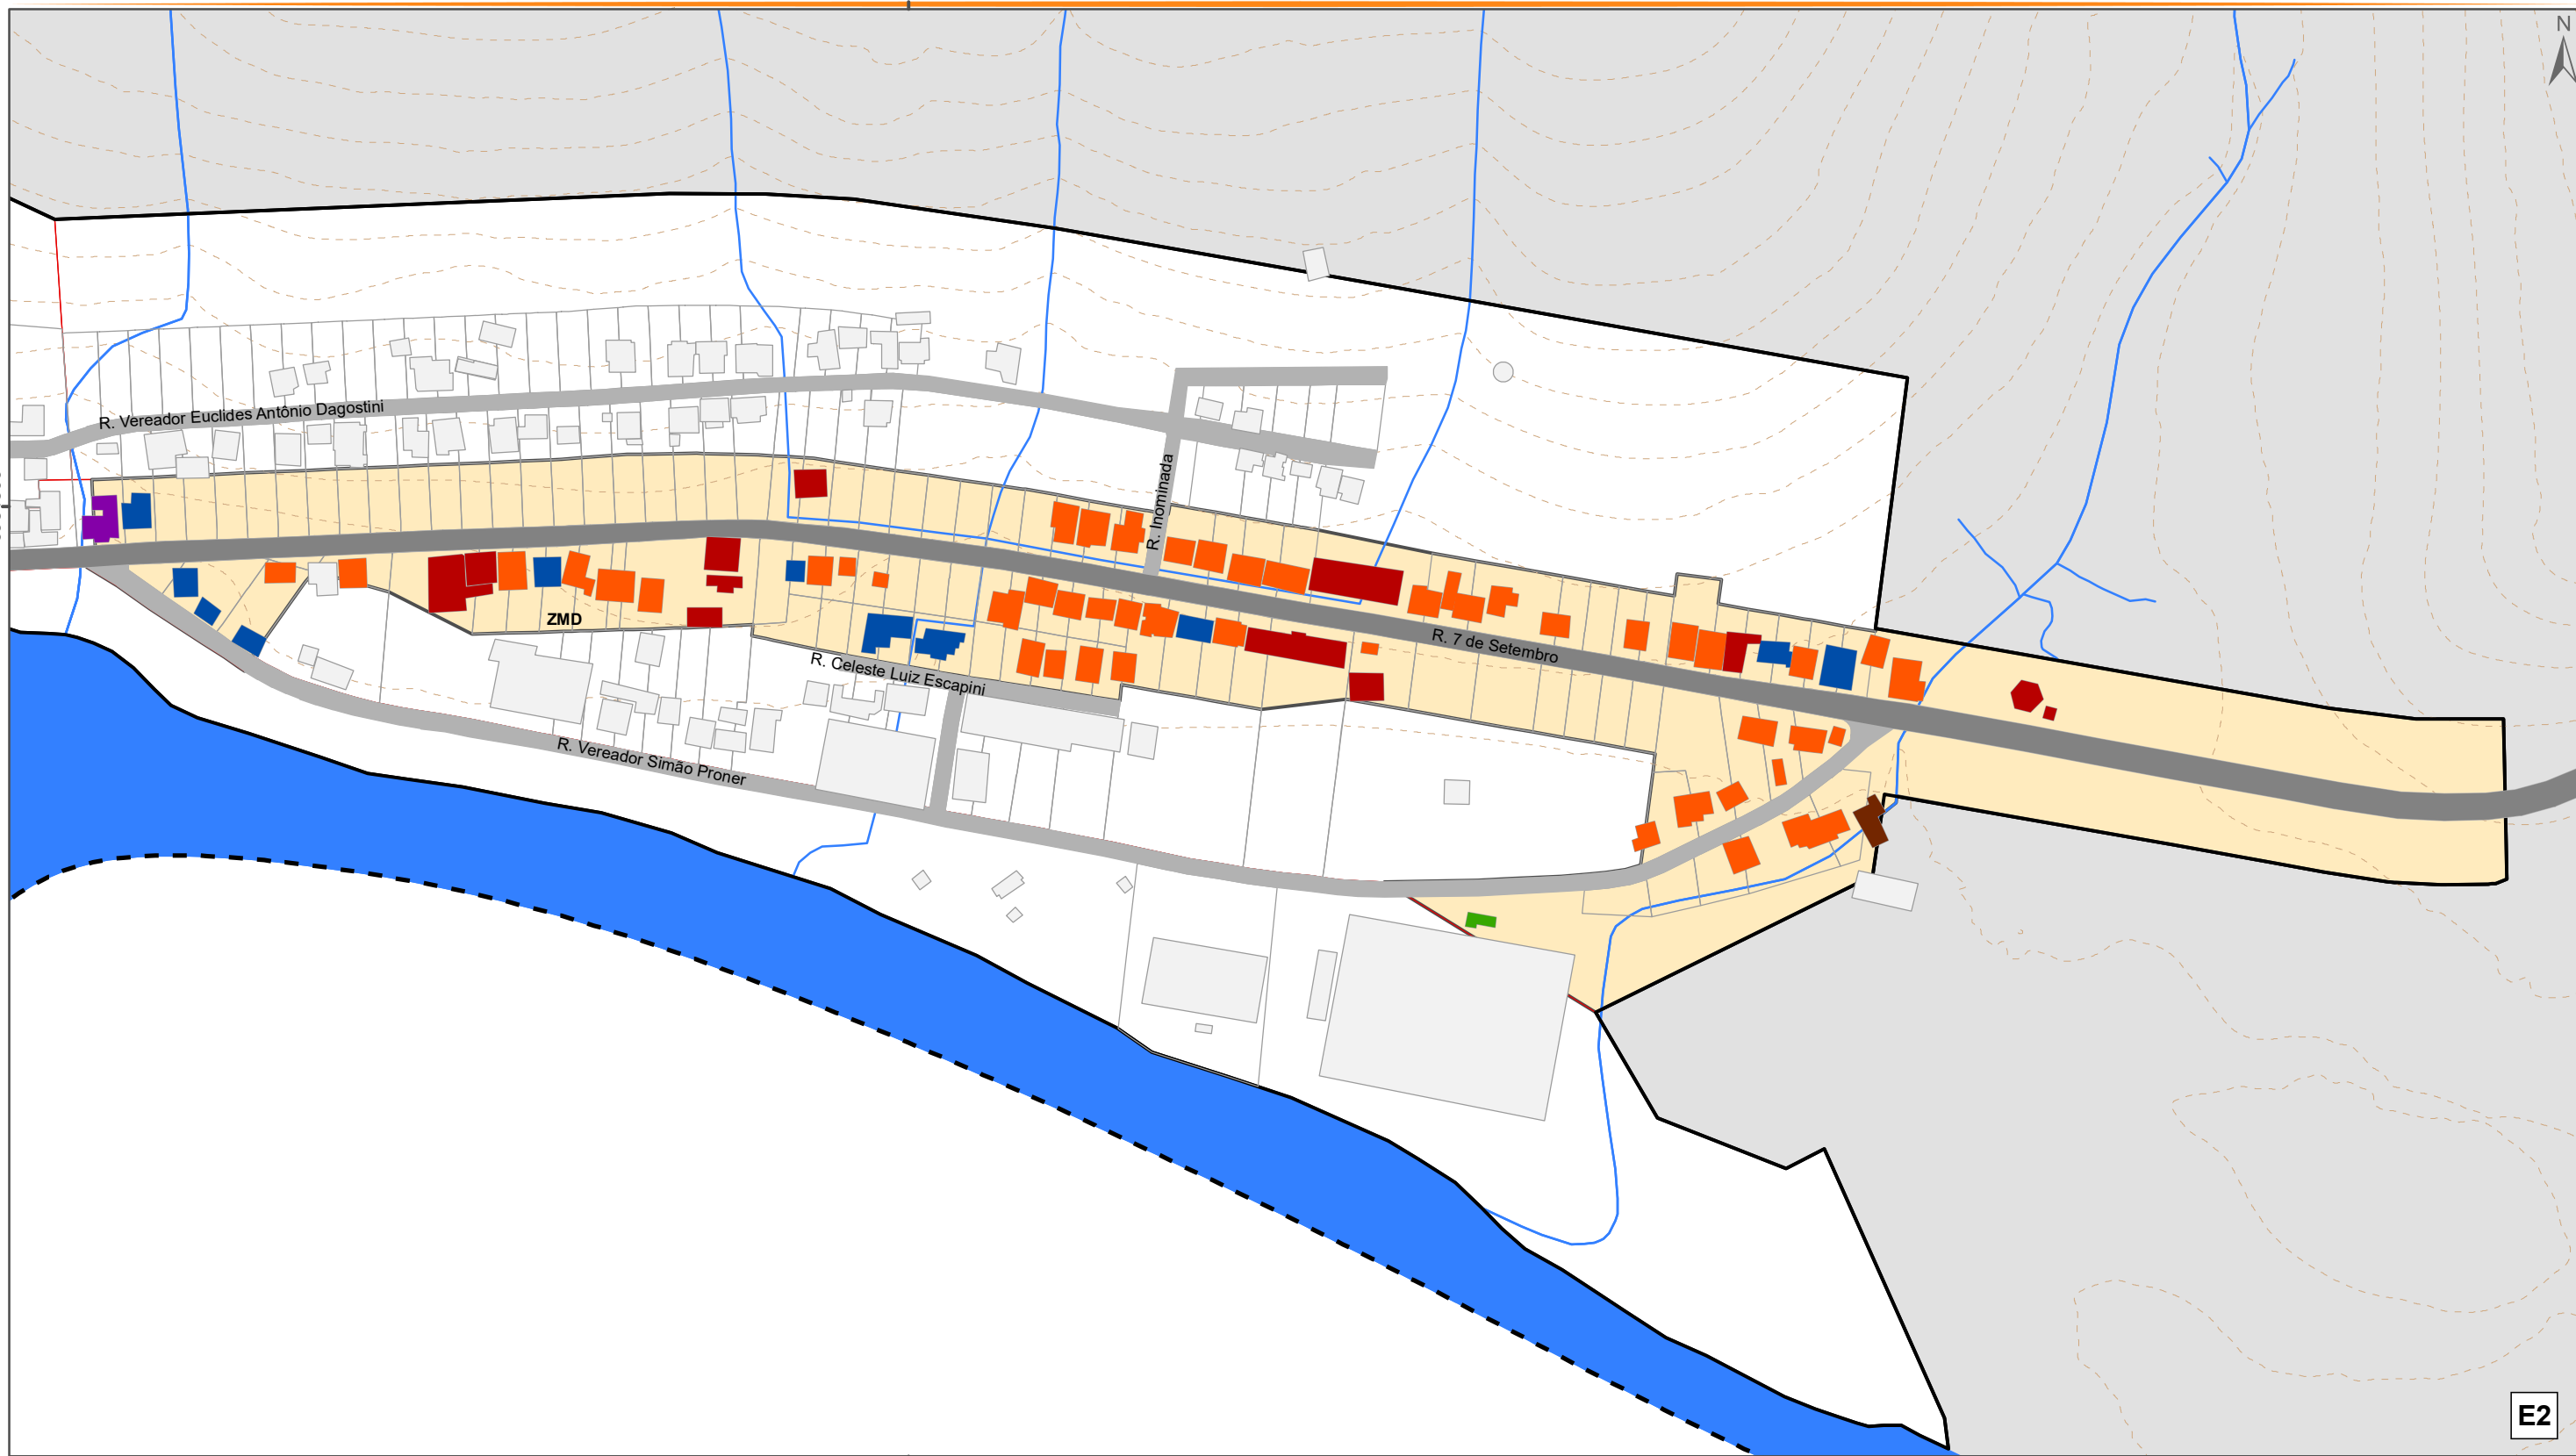 N
R. Vereador Euclides Antônio Dagostini
R. Inominada
ZMD
R. 7 de Setembro
R. Celeste Luiz Escapini
R. Vereador Simão Proner
E2